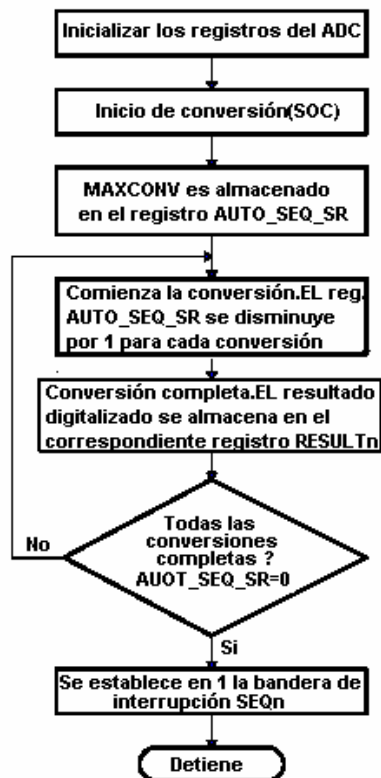 Inicializar los registros del ADC
Inicio de conversión(SOC)
MAXCONV es almacenado
en el registro AUTO_SEQ_SR
Comienza la conversión.EL reg.
AUTO_SEQ_SR se disminuye
por 1 para cada conversión
Conversión completa.EL resultado
digitalizado se almacena en el
correspondiente registro RESULTn
Todas las
conversiones
completas ?
AUOT_SEQ_SR=0
No
Si
Se establece en 1 la bandera de
interrupción SEQn
Detiene